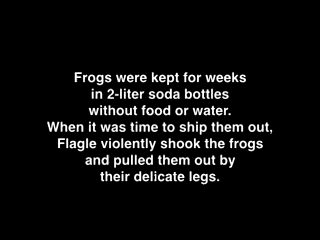 Frogs were kept for weeks
in 2-liter soda bottles
without food or water.
When it was time to ship them out,
Flagle violently shook the frogs
and pulled them out by
their delicate legs.